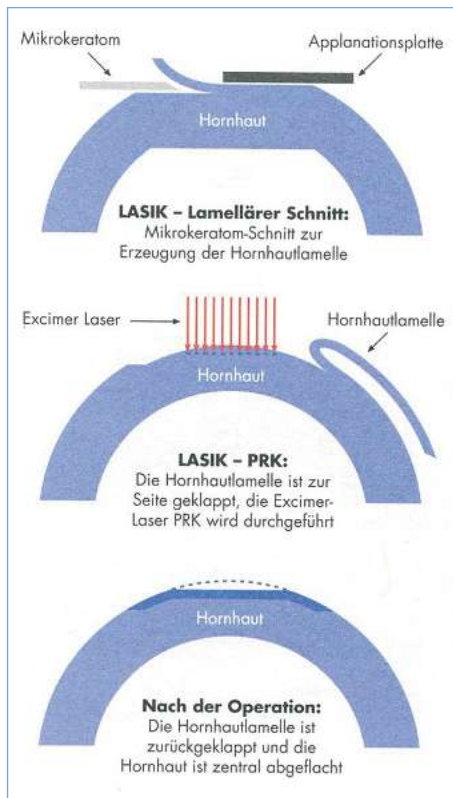 Mikrokeratom
Applanationsplatte
Hornhaut
LASIK – Lamellärer Schnitt:
Mikrokeratom-Schnitt zur
Erzeugung der Hornhautlamelle
Excimer Laser
Hornhautlamelle
Hornhaut
LASIK – PRK:
Die Hornhautlamelle ist zur
Seite geklappt, die Excimer-
Laser PRK wird durchgeführt
Hornhaut
Nach der Operation:
Die Hornhautlamelle ist
zurückgeklappt und die
Hornhaut ist zentral abgeflacht